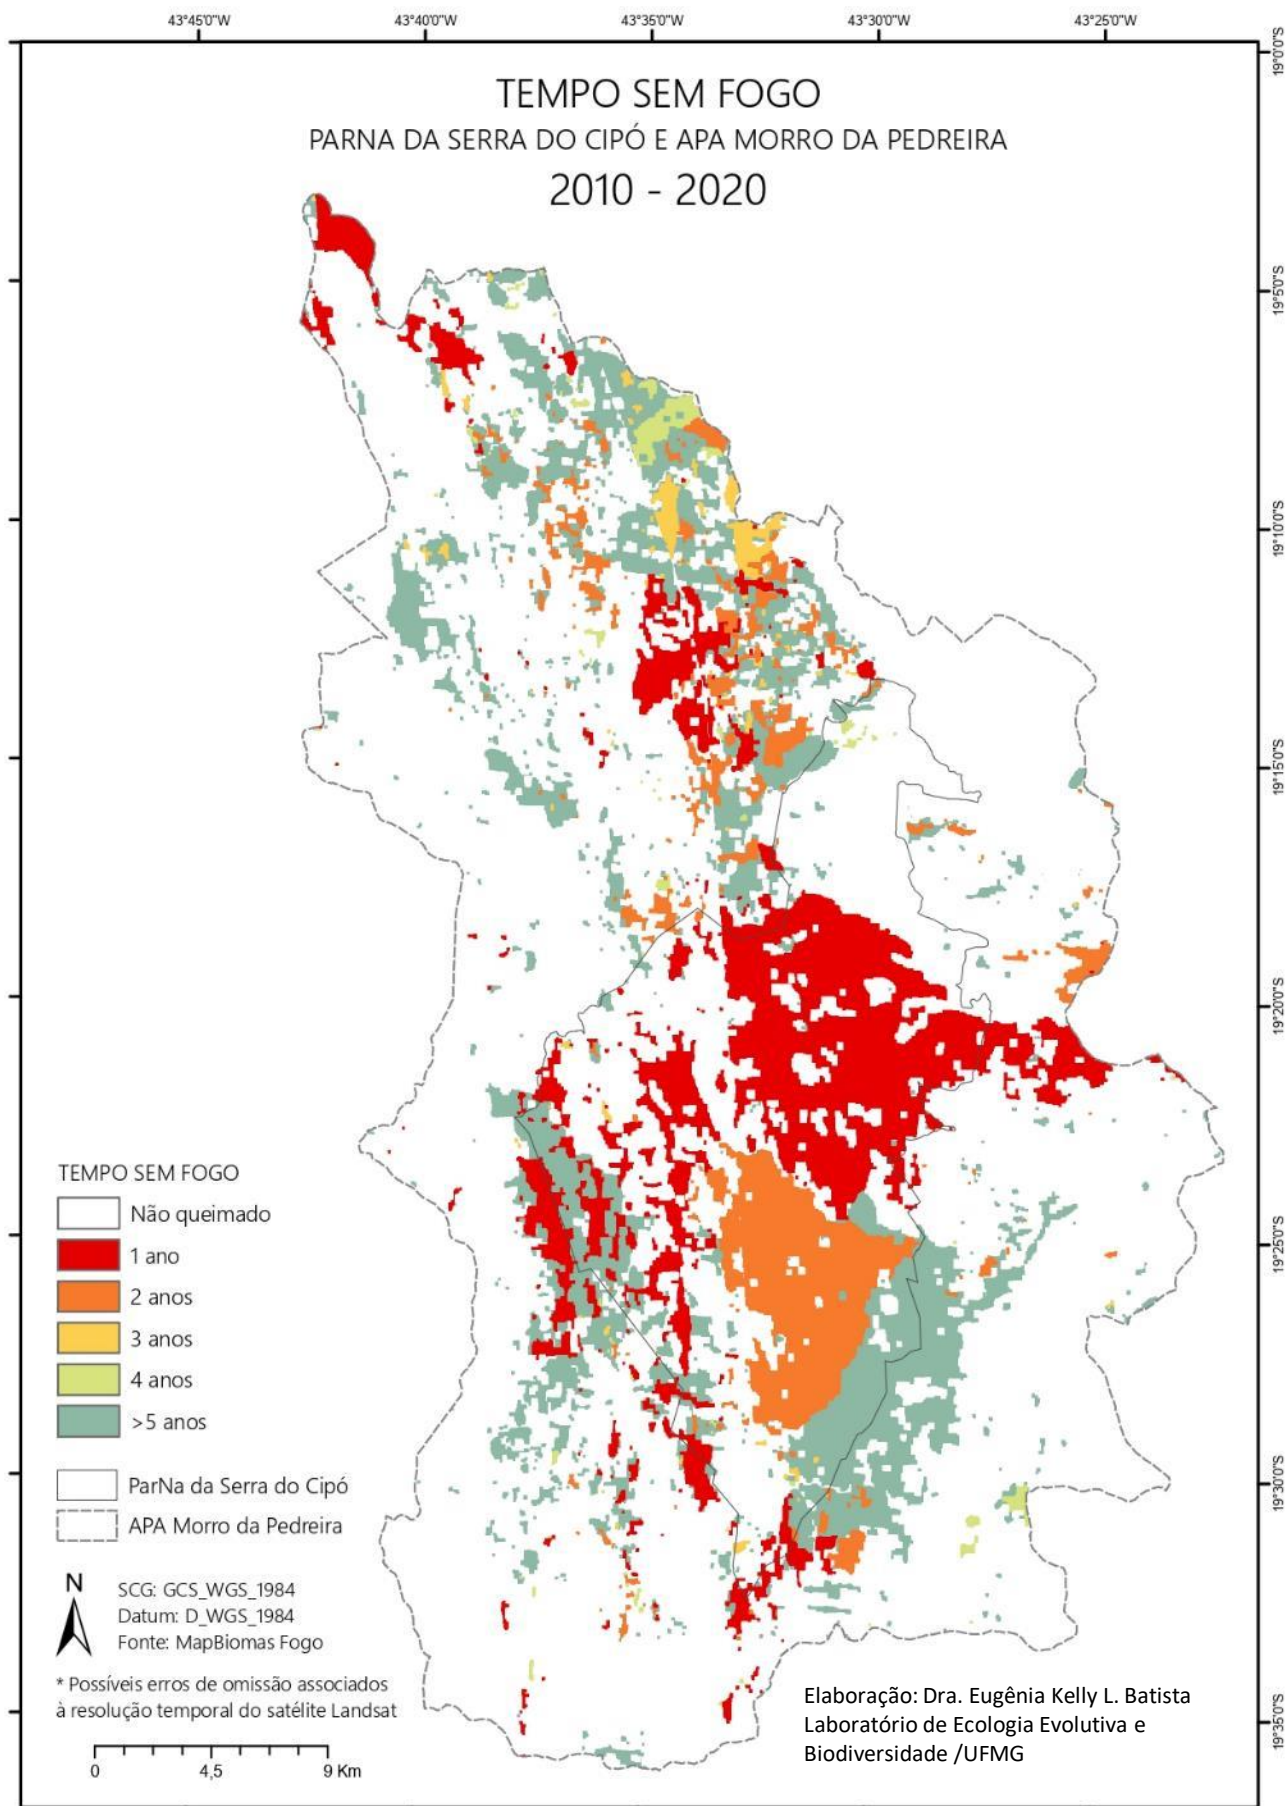 43°45'0"W
43°40'0"W
43°35'0"W
43°30'0"W
43°25'0"W
19°0'0"S
19°5'0"S
19°10'0"S
19°15'0"S
19°20'0"S
19°25'0"S
19°30'0"S
19°35'0"S
TEMPO SEM FOGO
PARNA DA SERRA DO CIPÓ E APA MORRO DA PEDREIRA
2010 - 2020
TEMPO SEM FOGO
Não queimado
1 ano
2 anos
3 anos
4 anos
>5 anos
ParNa da Serra do Cipó
APA Morro da Pedreira
N
SCG: GCS_WGS_1984
Datum: D_WGS_1984
Fonte: MapBiomas Fogo
* Possíveis erros de omissão associados
à resolução temporal do satélite Landsat
0 4,5 9 Km
Elaboração: Dra. Eugênia Kelly L. Batista
Laboratório de Ecologia Evolutiva e
Biodiversidade /UFMG